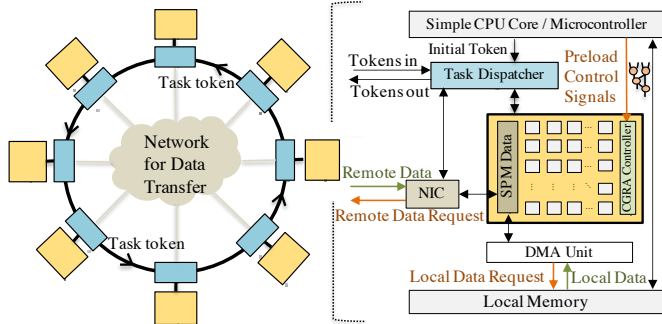 Task token
Network
for Data
Transfer
Task token
Simple CPU Core / Microcontroller
Initial Token
Tokens in
Tokens out
Task Dispatcher
Preload
Control
Signals
SPM Data
...
...
...
...
CGRA Controller
Remote Data
NIC
Remote Data Request
DMA Unit
Local Data Request
Local Data
Local Memory